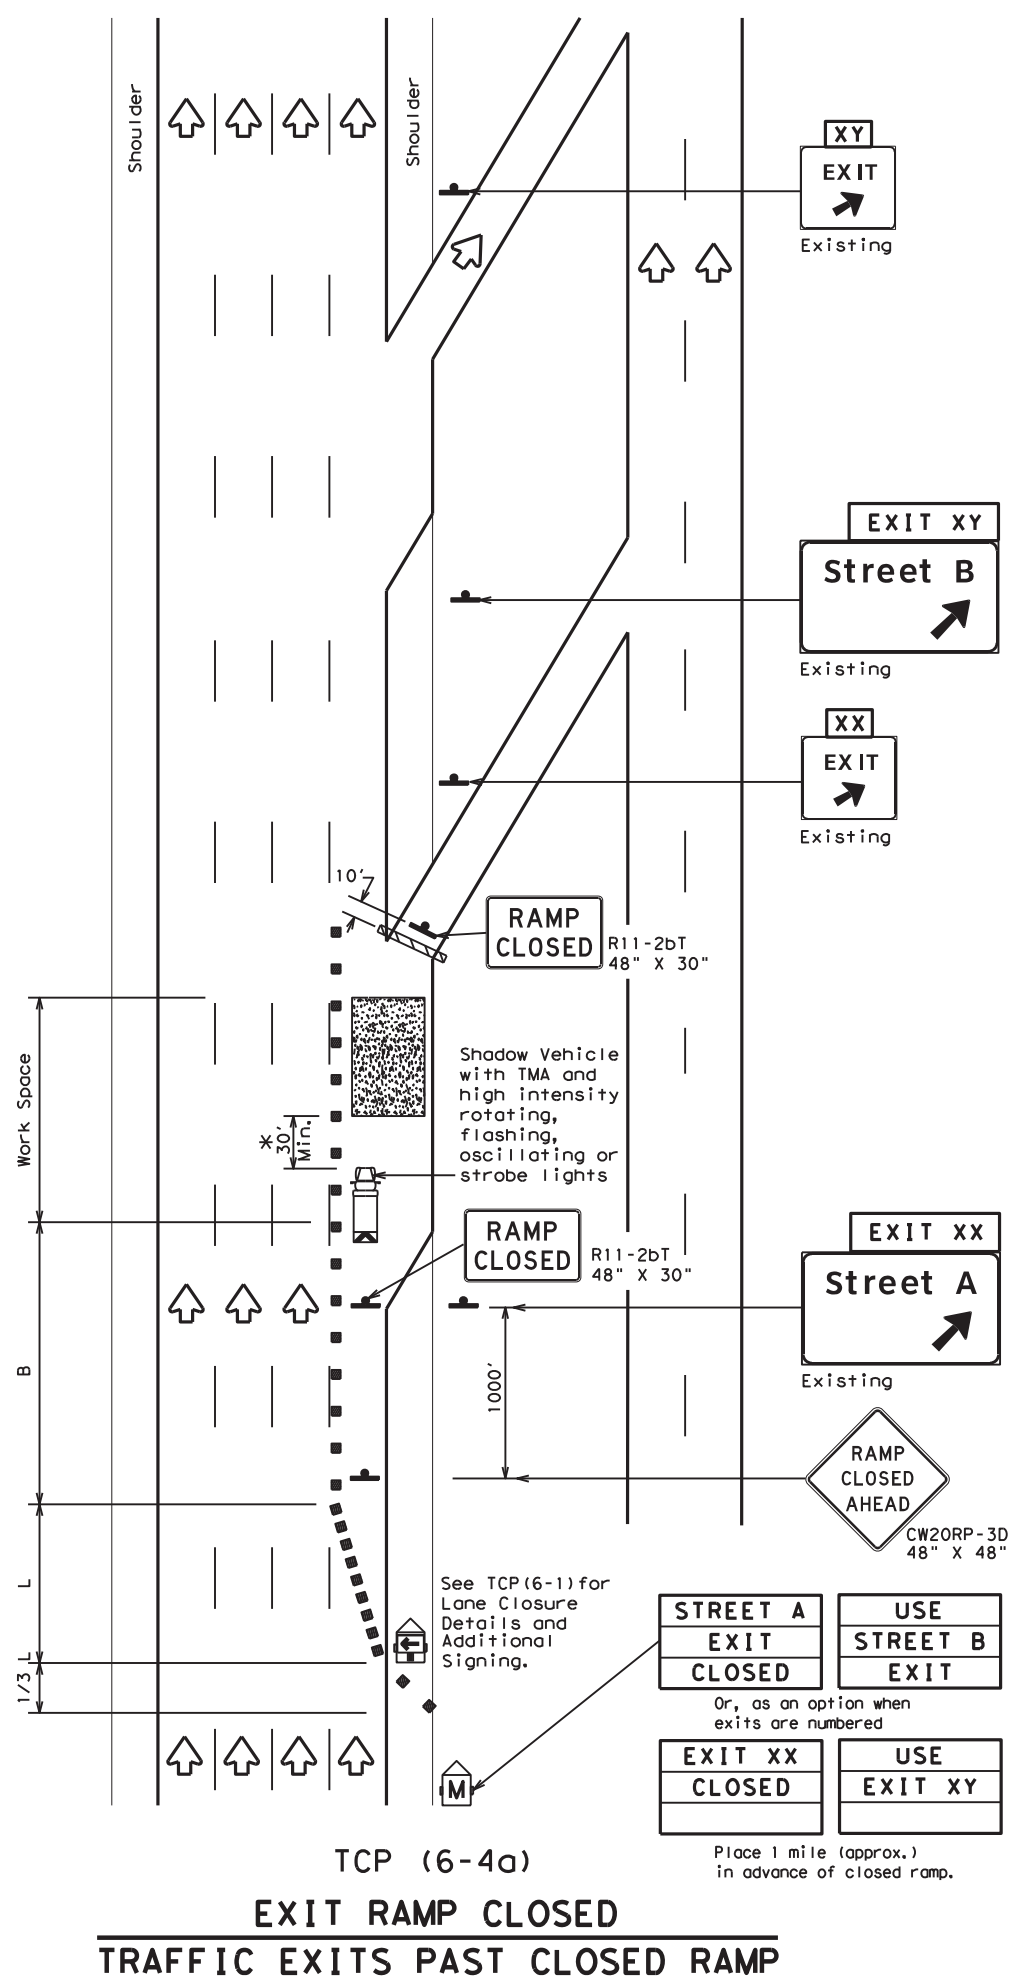 Shoulder
Shoulder
XY
EXIT
Existing
EXIT XY
Street B
Existing
XX
EXIT
Existing
10'
RAMP
CLOSED
R11-2bT
48" X 30"
Work Space
Shadow Vehicle
with TMA and
high intensity
rotating,
flashing,
oscillating or
strobe lights
*
30'
Min.
RAMP
CLOSED
R11-2bT
48" X 30"
EXIT XX
Street A
Existing
B
1000'
RAMP
CLOSED
AHEAD
CW20RP-3D
48" X 48"
L
See TCP(6-1)for
Lane Closure
Details and
Additional
Signing.
1/3 L
STREET A
EXIT
CLOSED
USE
STREET B
EXIT
Or, as an option when
exits are numbered
EXIT XX
CLOSED
USE
EXIT XY
M
Place 1 mile (approx.)
in advance of closed ramp.
TCP (6-4a)
EXIT RAMP CLOSED
TRAFFIC EXITS PAST CLOSED RAMP